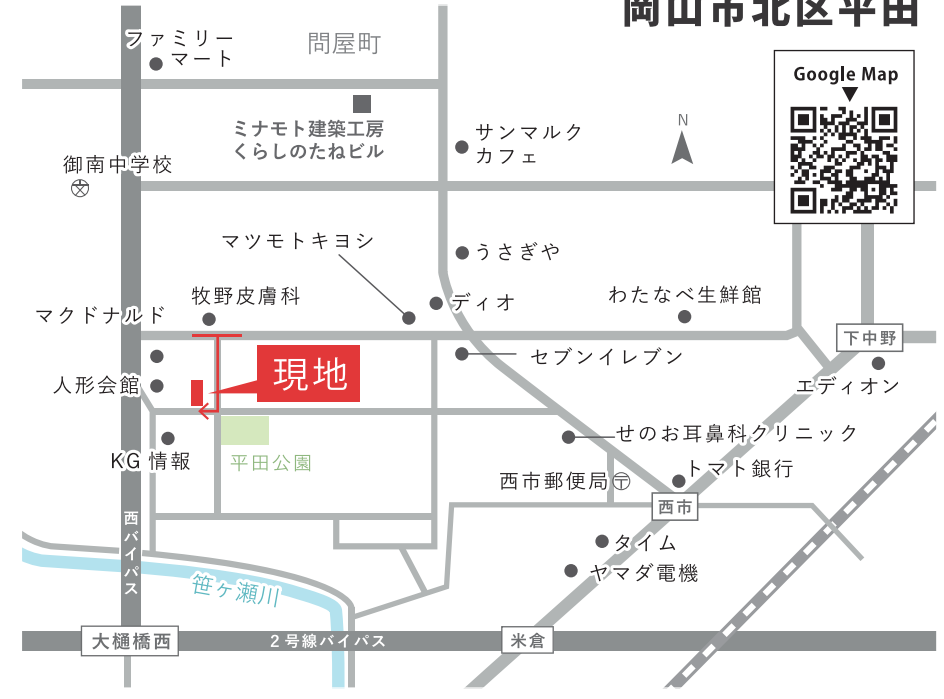 岡山市北区平田
ファミリー
マート
問屋町
Google Map
ミナモト建築工房
くらしのたねビル
サンマルク
カフェ
N
御南中学校
文
マツモトキヨシ
うさぎや
牧野皮膚科
ディオ
わたなべ生鮮館
マクドナルド
下中野
セブンイレブン
現地
人形会館
エディオン
せのお耳鼻科クリニック
KG 情報
平田公園
トマト銀行
西市郵便局〒
西市
西バイパス
タイム
ヤマダ電機
笹ヶ瀬川
大樋橋西
2号線バイパス
米倉